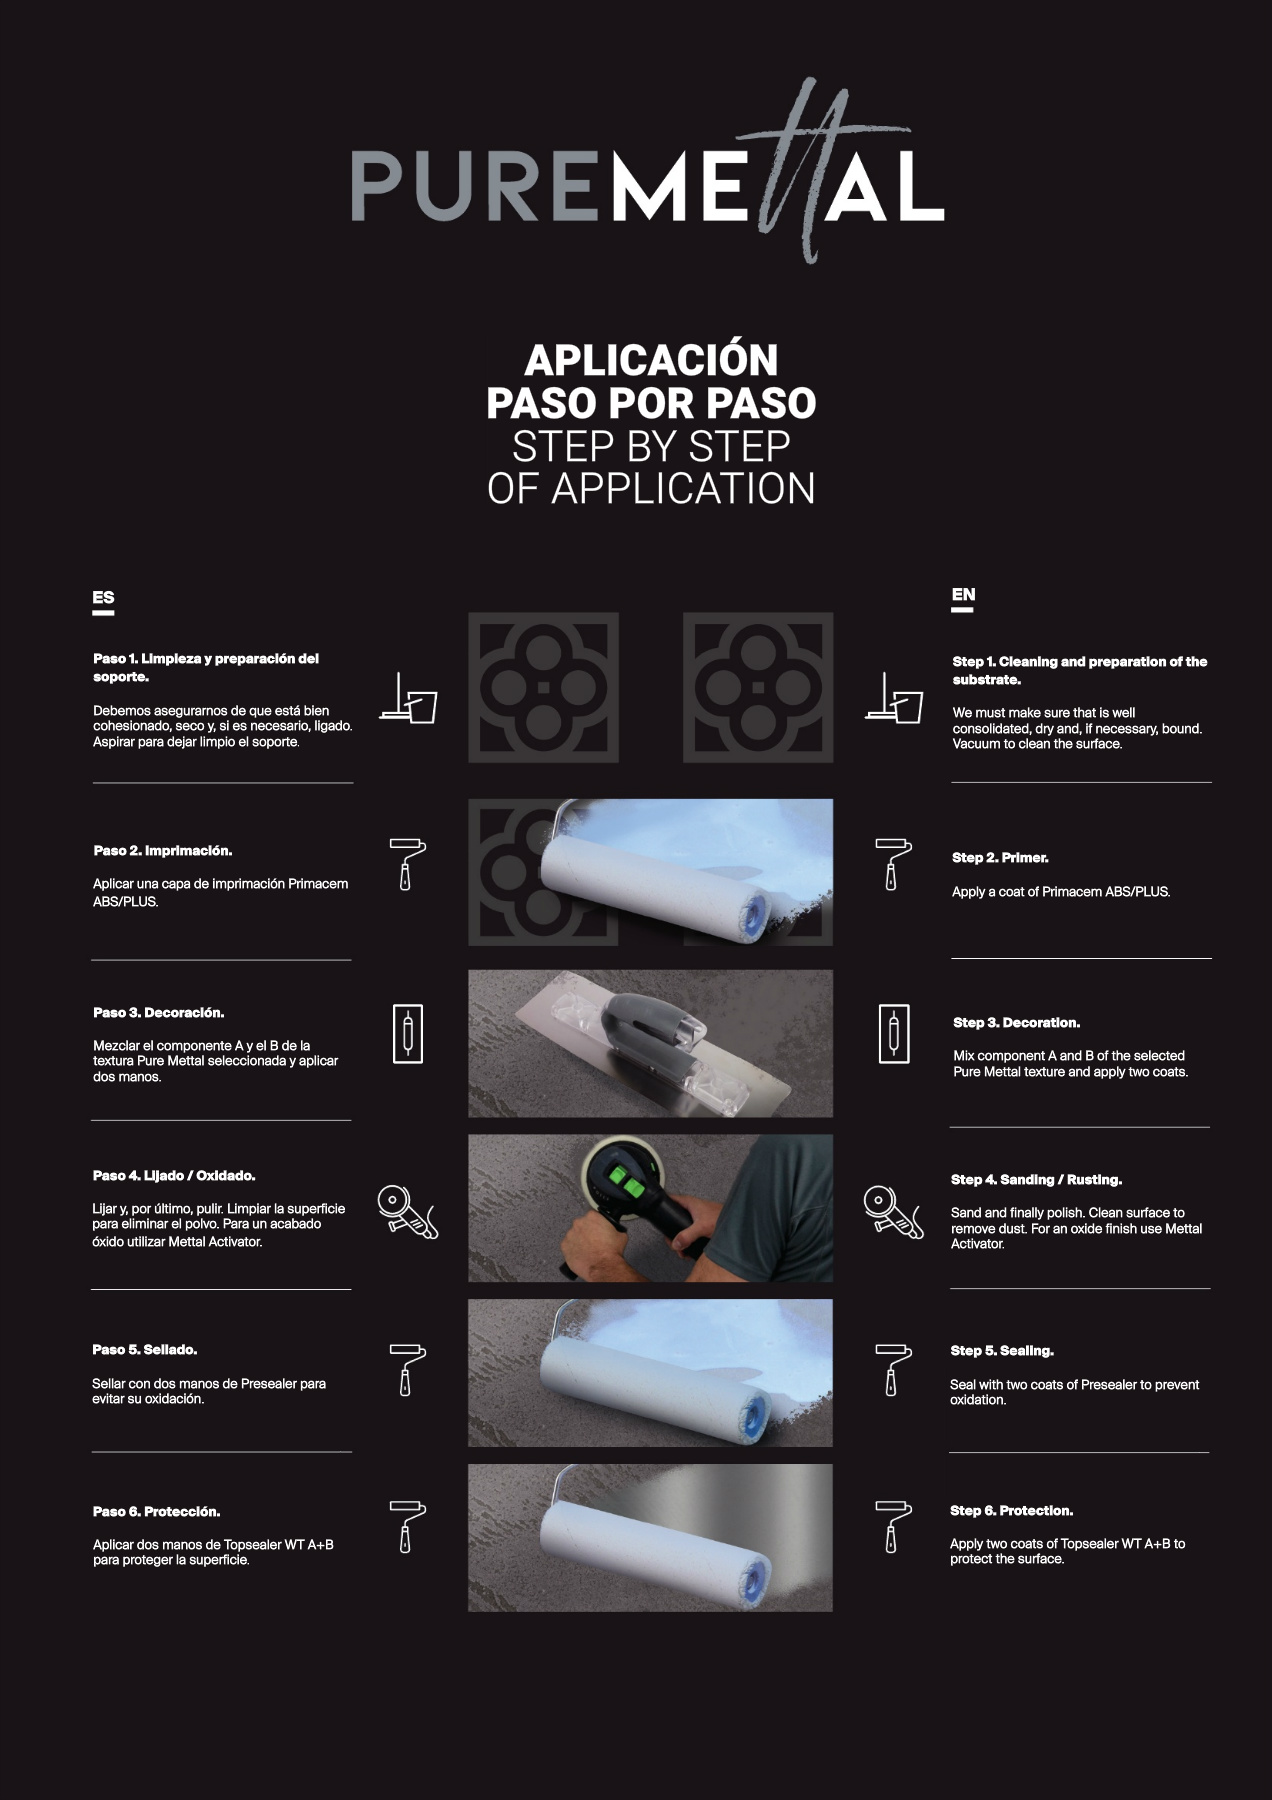 PUREMEttAL
APLICACIÓN
PASO POR PASO
STEP BY STEP
OF APPLICATION
ES
Paso 1. Limpieza y preparación del
soporte.
Debemos asegurarnos de que está bien
cohesionado, seco y, si es necesario, ligado.
Aspirar para dejar limpio el soporte.
Paso 2. Imprimación.
Aplicar una capa de imprimación Primacem
ABS/PLUS.
Paso 3. Decoración.
Mezclar el componente A y el B de la
textura Pure Mettal seleccionada y aplicar
dos manos.
Paso 4. Lijado / Oxidado.
Lijar y, por último, pulir. Limpiar la superficie
para eliminar el polvo. Para un acabado
óxido utilizar Mettal Activator.
Paso 5. Sellado.
Sellar con dos manos de Presealer para
evitar su oxidación.
Paso 6. Protección.
Aplicar dos manos de Topsealer WT A+B
para proteger la superficie.
EN
Step 1. Cleaning and preparation of the
substrate.
We must make sure that is well
consolidated, dry and, if necessary, bound.
Vacuum to clean the surface.
Step 2. Primer.
Apply a coat of Primacem ABS/PLUS.
Step 3. Decoration.
Mix component A and B of the selected
Pure Mettal texture and apply two coats.
Step 4. Sanding / Rusting.
Sand and finally polish. Clean surface to
remove dust. For an oxide finish use Mettal
Activator.
Step 5. Sealing.
Seal with two coats of Presealer to prevent
oxidation.
Step 6. Protection.
Apply two coats of Topsealer WT A+B to
protect the surface.